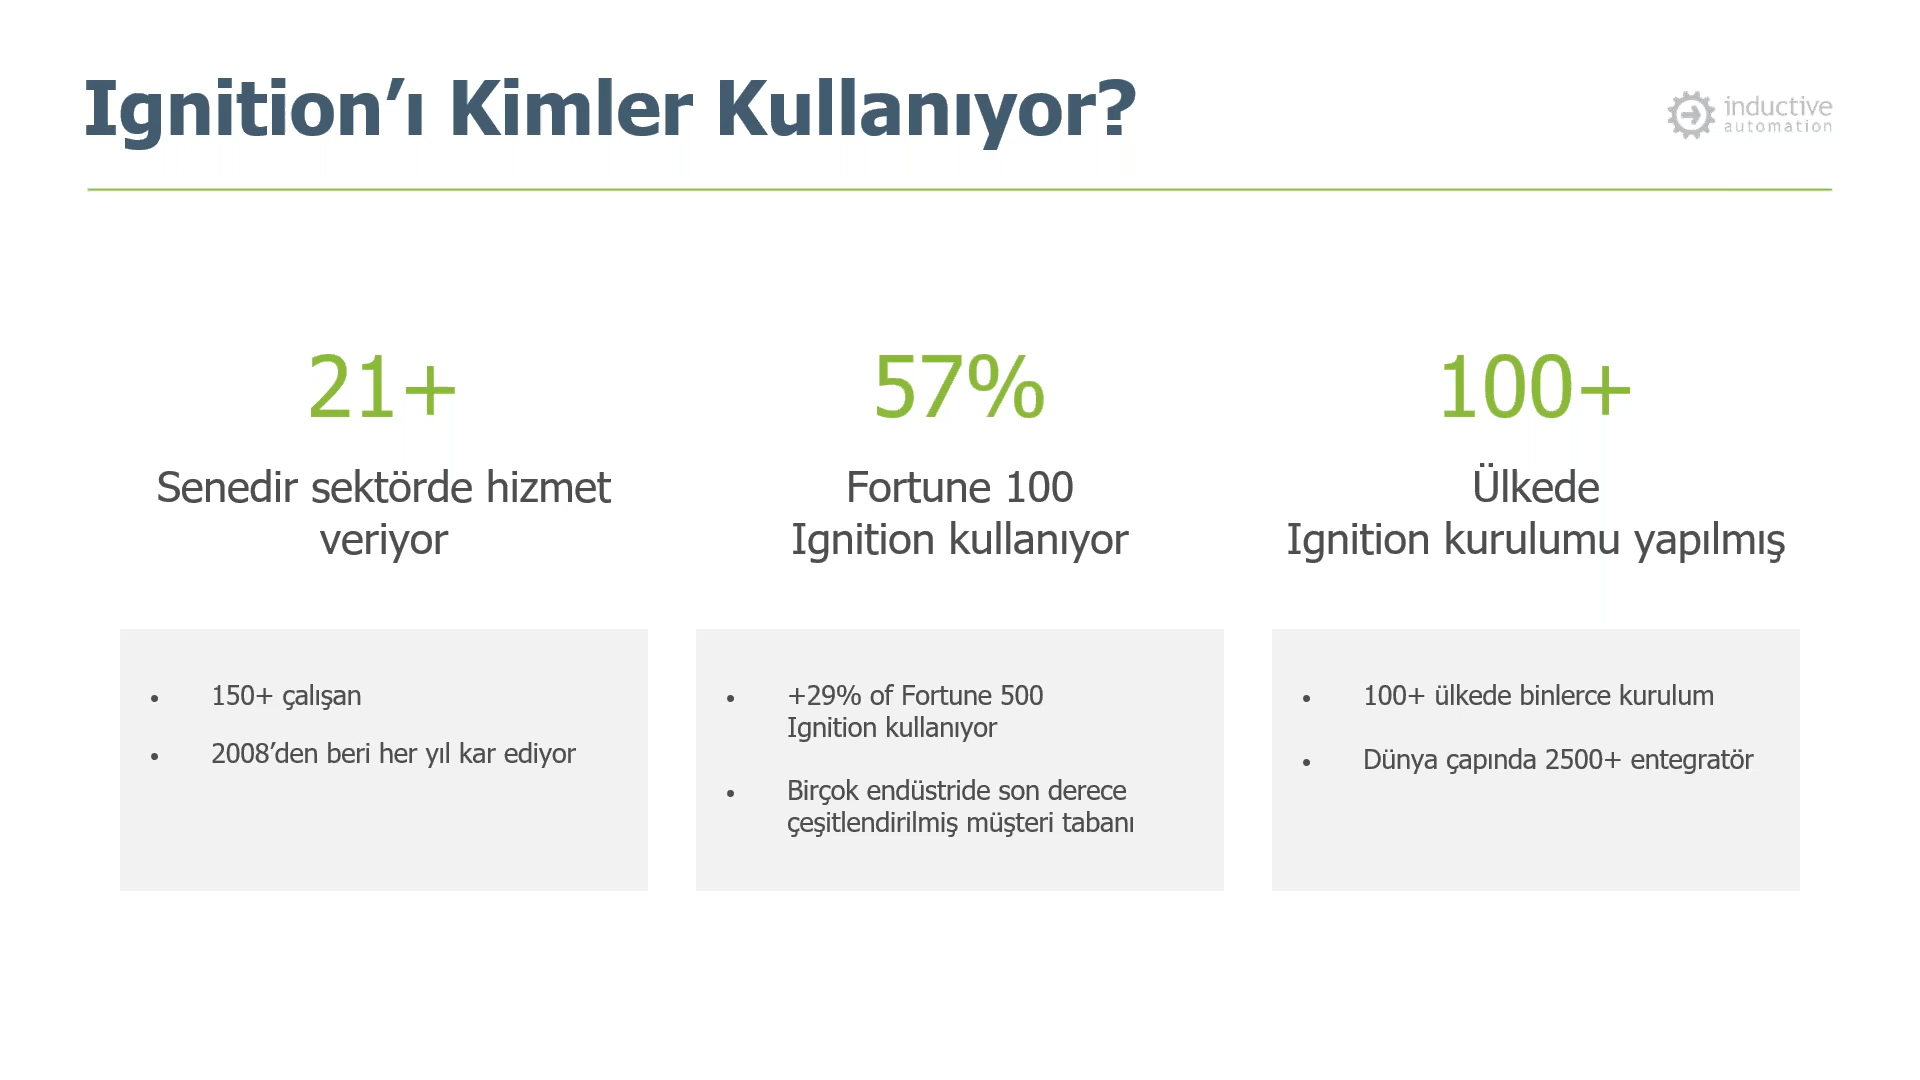 Ignition’ı Kimler Kullanıyor?
inductive
automation
21+
Senedir sektörde hizmet
veriyor
• 150+ çalışan
• 2008’den beri her yıl kar ediyor
57%
Fortune 100
Ignition kullanıyor
• +29% of Fortune 500
Ignition kullanıyor
• Birçok endüstride son derece
çeşitlendirilmiş müşteri tabanı
100+
Ülkede
Ignition kurulumu yapılmış
• 100+ ülkede binlerce kurulum
• Dünya çapında 2500+ entegratör